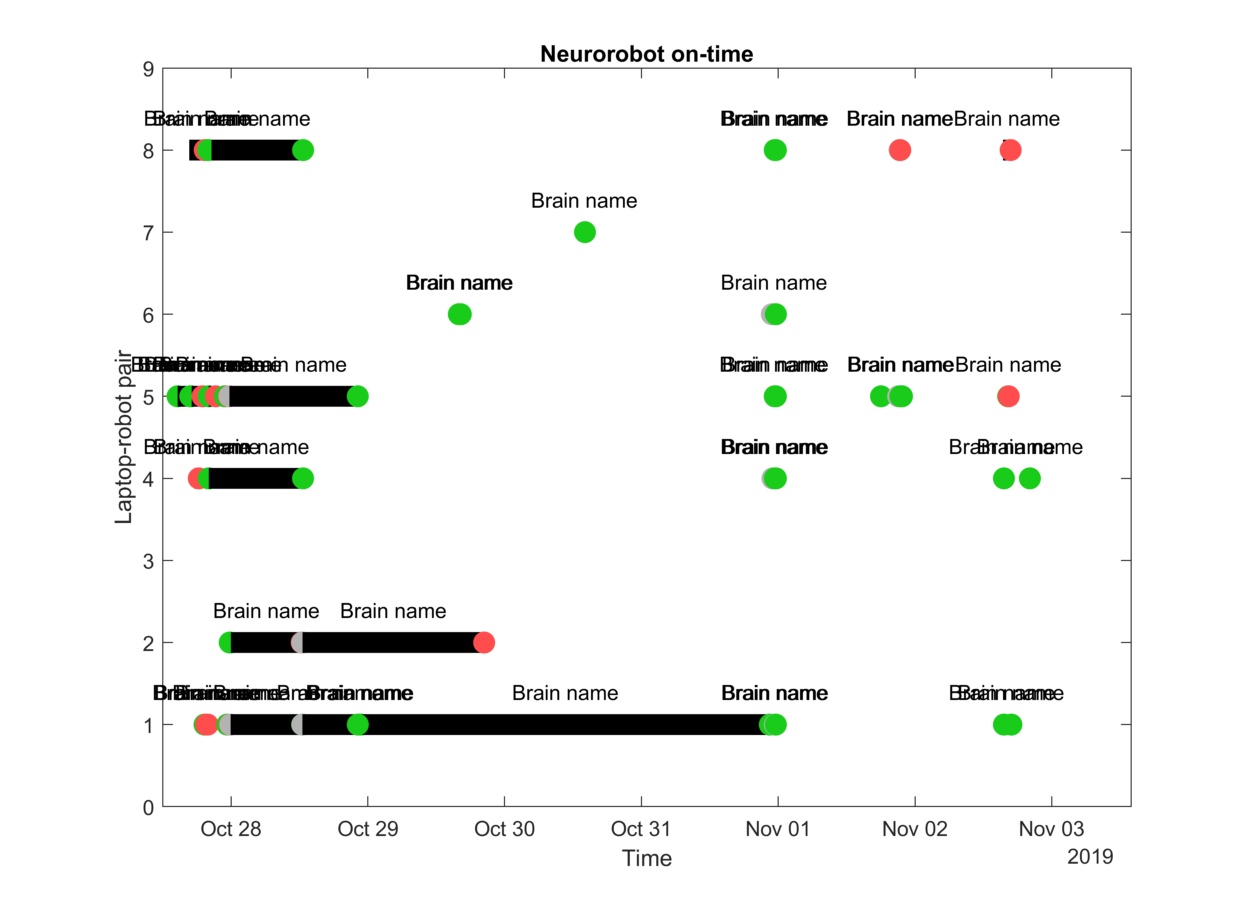 Neurorobot on-time
9
Brain name Brain name Brain name Brain name
8
Brain name
7
Brain name Brain name
6
Brain name Brain name Brain name Brain name
5
Brain name Brain name Brain name name
4
3
Brain name Brain name
2
Brain name Brain name Brain name name
1
0
Laptop-robot pair
Oct 28 Oct 29 Oct 30 Oct 31 Nov 01 Nov 02 Nov 03
Time
2019